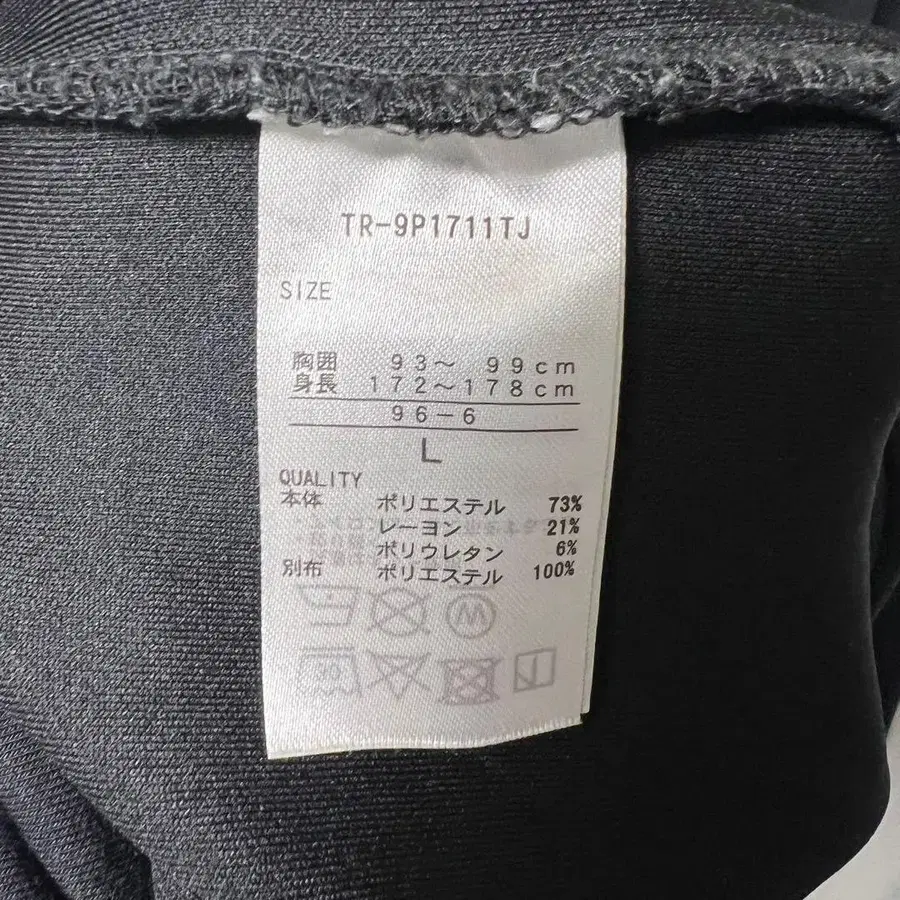 TR-9P1711TJ
SIZE
胸囲 93～ 99cm
身長 172～178cm
96-6
L
QUALITY
本体 ポリエステル 73%
レーヨン 21%
ポリウレタン 6%
別布 ポリエステル 100%
W